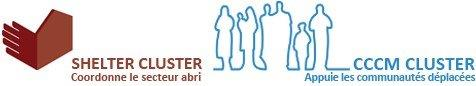 SHELTER CLUSTER
Coordonne le secteur abri
CCCM CLUSTER
Appuie les communautés déplacées